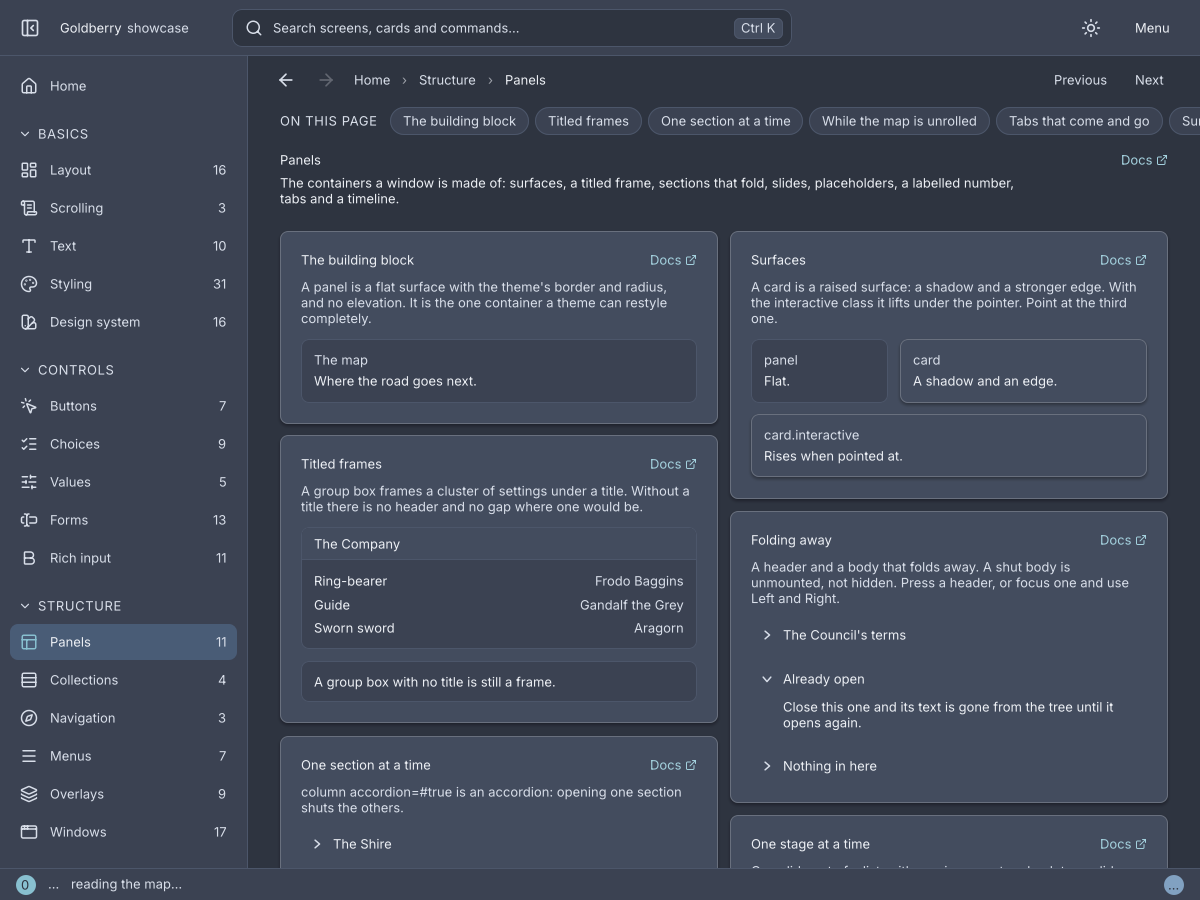 Goldberry showcase
Search screens, cards and commands...
Ctrl K
Menu
Home
BASICS
Layout 16
Scrolling 3
Text 10
Styling 31
Design system 16
CONTROLS
Buttons 7
Choices 9
Values 5
Forms 13
Rich input 11
STRUCTURE
Panels 11
Collections 4
Navigation 3
Menus 7
Overlays 9
Windows 17
Home › Structure › Panels
Previous Next
ON THIS PAGE
The building block
Titled frames
One section at a time
While the map is unrolled
Tabs that come and go
Panels
Docs
The containers a window is made of: surfaces, a titled frame, sections that fold, slides, placeholders, a labelled number,
tabs and a timeline.
The building block
Docs
A panel is a flat surface with the theme's border and radius,
and no elevation. It is the one container a theme can restyle
completely.
The map
Where the road goes next.
Titled frames
Docs
A group box frames a cluster of settings under a title. Without a
title there is no header and no gap where one would be.
The Company
Ring-bearer Frodo Baggins
Guide Gandalf the Grey
Sworn sword Aragorn
A group box with no title is still a frame.
One section at a time
Docs
column accordion=#true is an accordion: opening one section
shuts the others.
The Shire
Surfaces
Docs
A card is a raised surface: a shadow and a stronger edge. With
the interactive class it lifts under the pointer. Point at the third
one.
panel
Flat.
card
A shadow and an edge.
card.interactive
Rises when pointed at.
Folding away
Docs
A header and a body that folds away. A shut body is
unmounted, not hidden. Press a header, or focus one and use
Left and Right.
The Council's terms
Already open
Close this one and its text is gone from the tree until it
opens again.
Nothing in here
One stage at a time
Docs
0 ... reading the map...
...